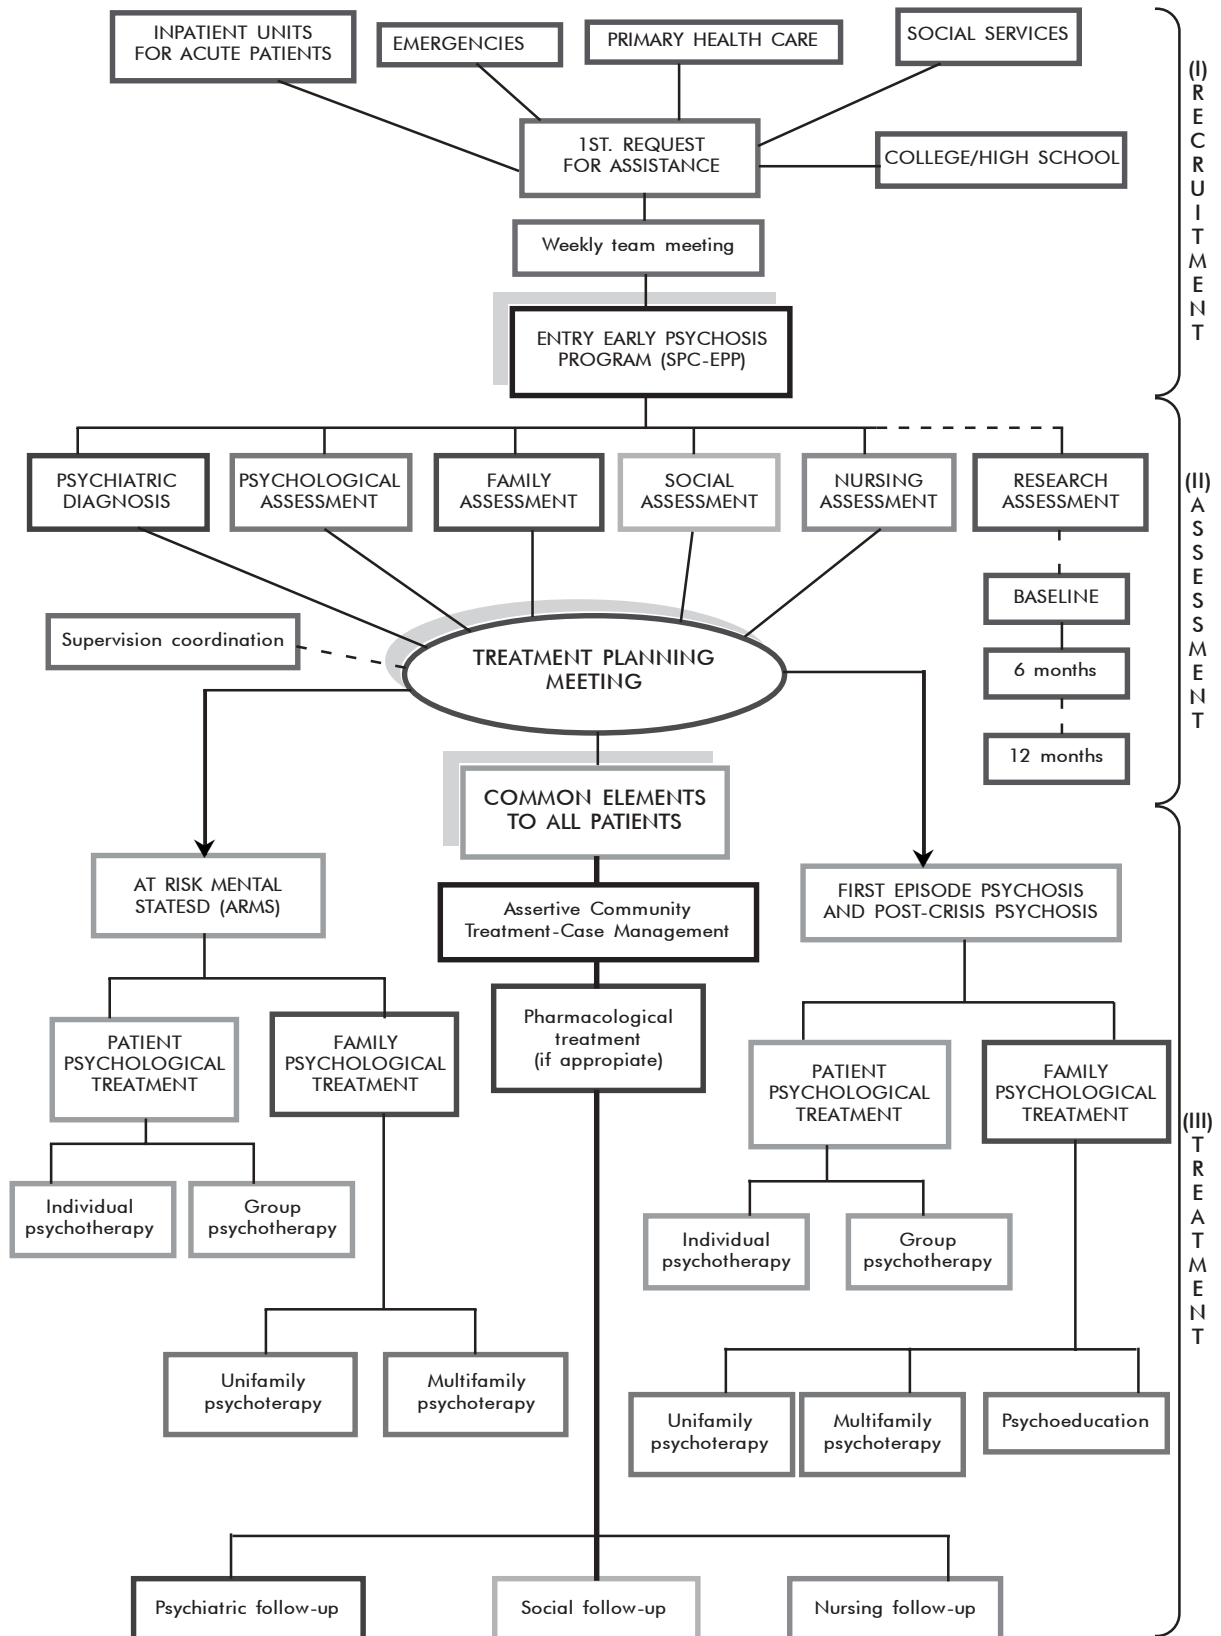 INPATIENT UNITS
FOR ACUTE PATIENTS
EMERGENCIES
PRIMARY HEALTH CARE
SOCIAL SERVICES
1ST. REQUEST
FOR ASSISTANCE
COLLEGE/HIGH SCHOOL
Weekly team meeting
ENTRY EARLY PSYCHOSIS
PROGRAM (SPC-EPP)
(I) RECRUITMENT
PSYCHIATRIC
DIAGNOSIS
PSYCHOLOGICAL
ASSESSMENT
FAMILY
ASSESSMENT
SOCIAL
ASSESSMENT
NURSING
ASSESSMENT
RESEARCH
ASSESSMENT
BASELINE
6 months
12 months
Supervision coordination
TREATMENT PLANNING
MEETING
(II) ASSESSMENT
COMMON ELEMENTS
TO ALL PATIENTS
AT RISK MENTAL
STATESD (ARMS)
Assertive Community
Treatment-Case Management
FIRST EPISODE PSYCHOSIS
AND POST-CRISIS PSYCHOSIS
Pharmacological
treatment
(if appropiate)
PATIENT
PSYCHOLOGICAL
TREATMENT
FAMILY
PSYCHOLOGICAL
TREATMENT
PATIENT
PSYCHOLOGICAL
TREATMENT
FAMILY
PSYCHOLOGICAL
TREATMENT
Individual
psychotherapy
Group
psychotherapy
Individual
psychotherapy
Group
psychotherapy
Unifamily
psychoterapy
Multifamily
psychoterapy
Unifamily
psychoterapy
Multifamily
psychoterapy
Psychoeducation
(III) TREATMENT
Psychiatric follow-up
Social follow-up
Nursing follow-up